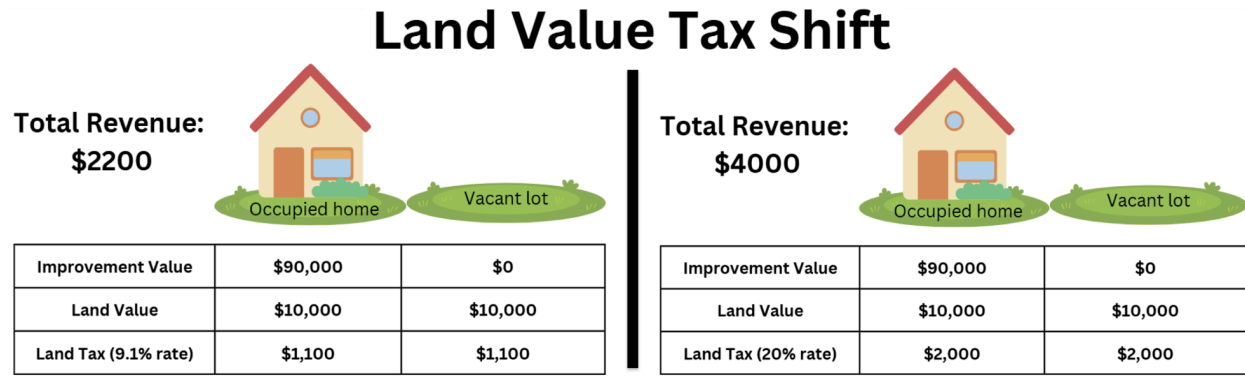 Land Value Tax Shift
Total Revenue:
$2200
Occupied home
Vacant lot
Improvement Value $90,000 $0
Land Value $10,000 $10,000
Land Tax (9.1% rate) $1,100 $1,100
Total Revenue:
$4000
Occupied home
Vacant lot
Improvement Value $90,000 $0
Land Value $10,000 $10,000
Land Tax (20% rate) $2,000 $2,000